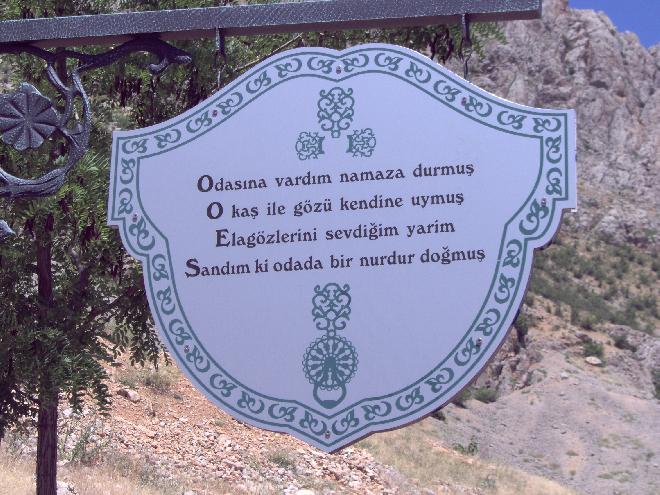 Odasına vardım namaza durmuş
O kaş ile gözü kendine uymuş
Elagözlerini sevdiğim yarim
Sandım ki odada bir nurdur doğmuş